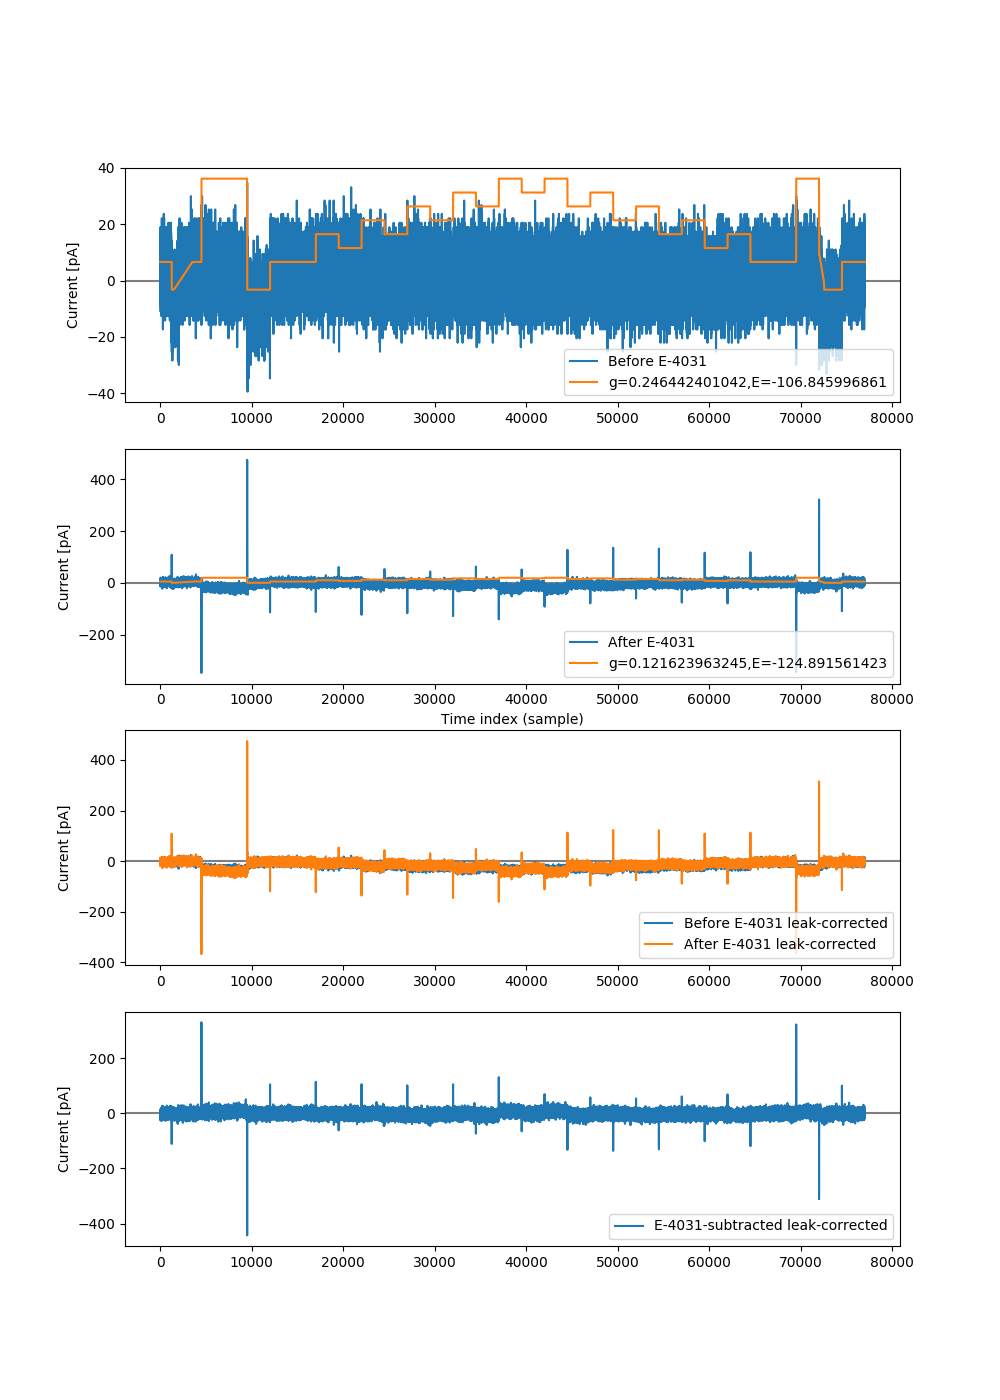 40
20
0
−20
−40
Current [pA]
Before E-4031
g=0.246442401042,E=-106.845996861
0 10000 20000 30000 40000 50000 60000 70000 80000
400
200
0
−200
Current [pA]
After E-4031
g=0.121623963245,E=-124.891561423
0 10000 20000 30000 40000 50000 60000 70000 80000
Time index (sample)
400
200
0
−200
−400
Current [pA]
Before E-4031 leak-corrected
After E-4031 leak-corrected
0 10000 20000 30000 40000 50000 60000 70000 80000
200
0
−200
−400
Current [pA]
E-4031-subtracted leak-corrected
0 10000 20000 30000 40000 50000 60000 70000 80000